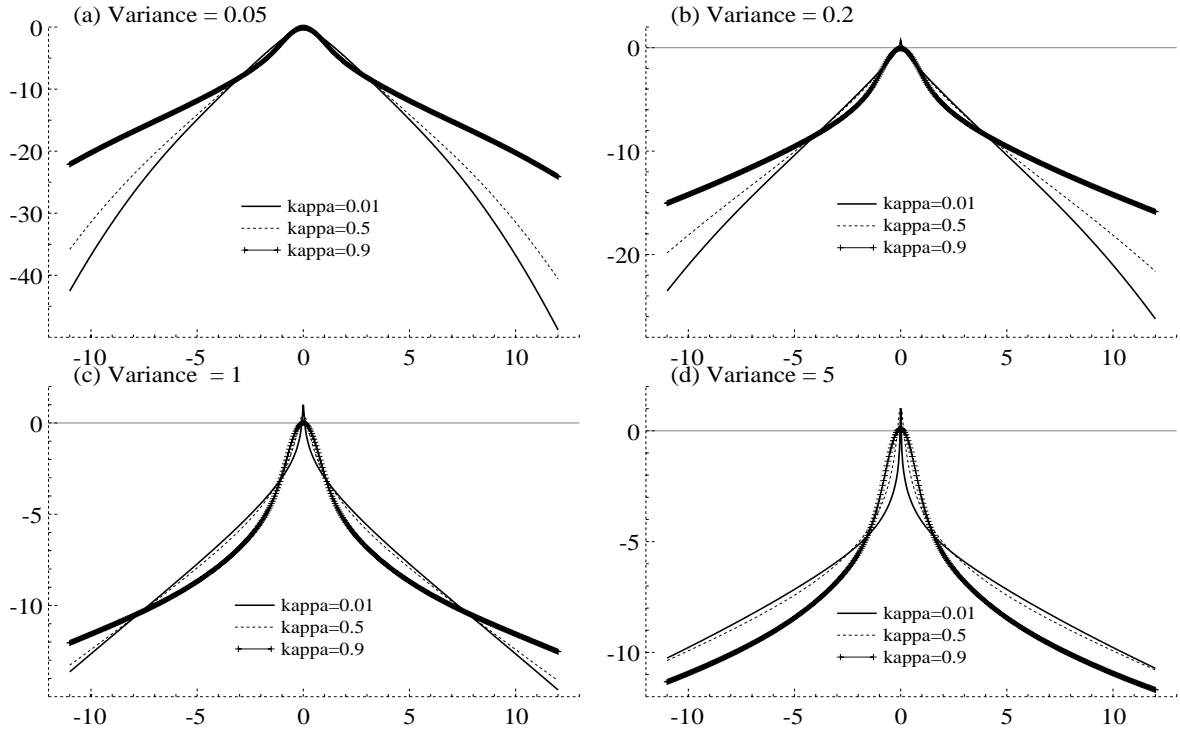 (a) Variance = 0.05
0
-10
-20
-30
-40
kappa=0.01
kappa=0.5
kappa=0.9
-10 -5 0 5 10
(b) Variance = 0.2
0
-10
-20
kappa=0.01
kappa=0.5
kappa=0.9
-10 -5 0 5 10
(c) Variance = 1
0
-5
-10
kappa=0.01
kappa=0.5
kappa=0.9
-10 -5 0 5 10
(d) Variance = 5
0
-5
-10
kappa=0.01
kappa=0.5
kappa=0.9
-10 -5 0 5 10